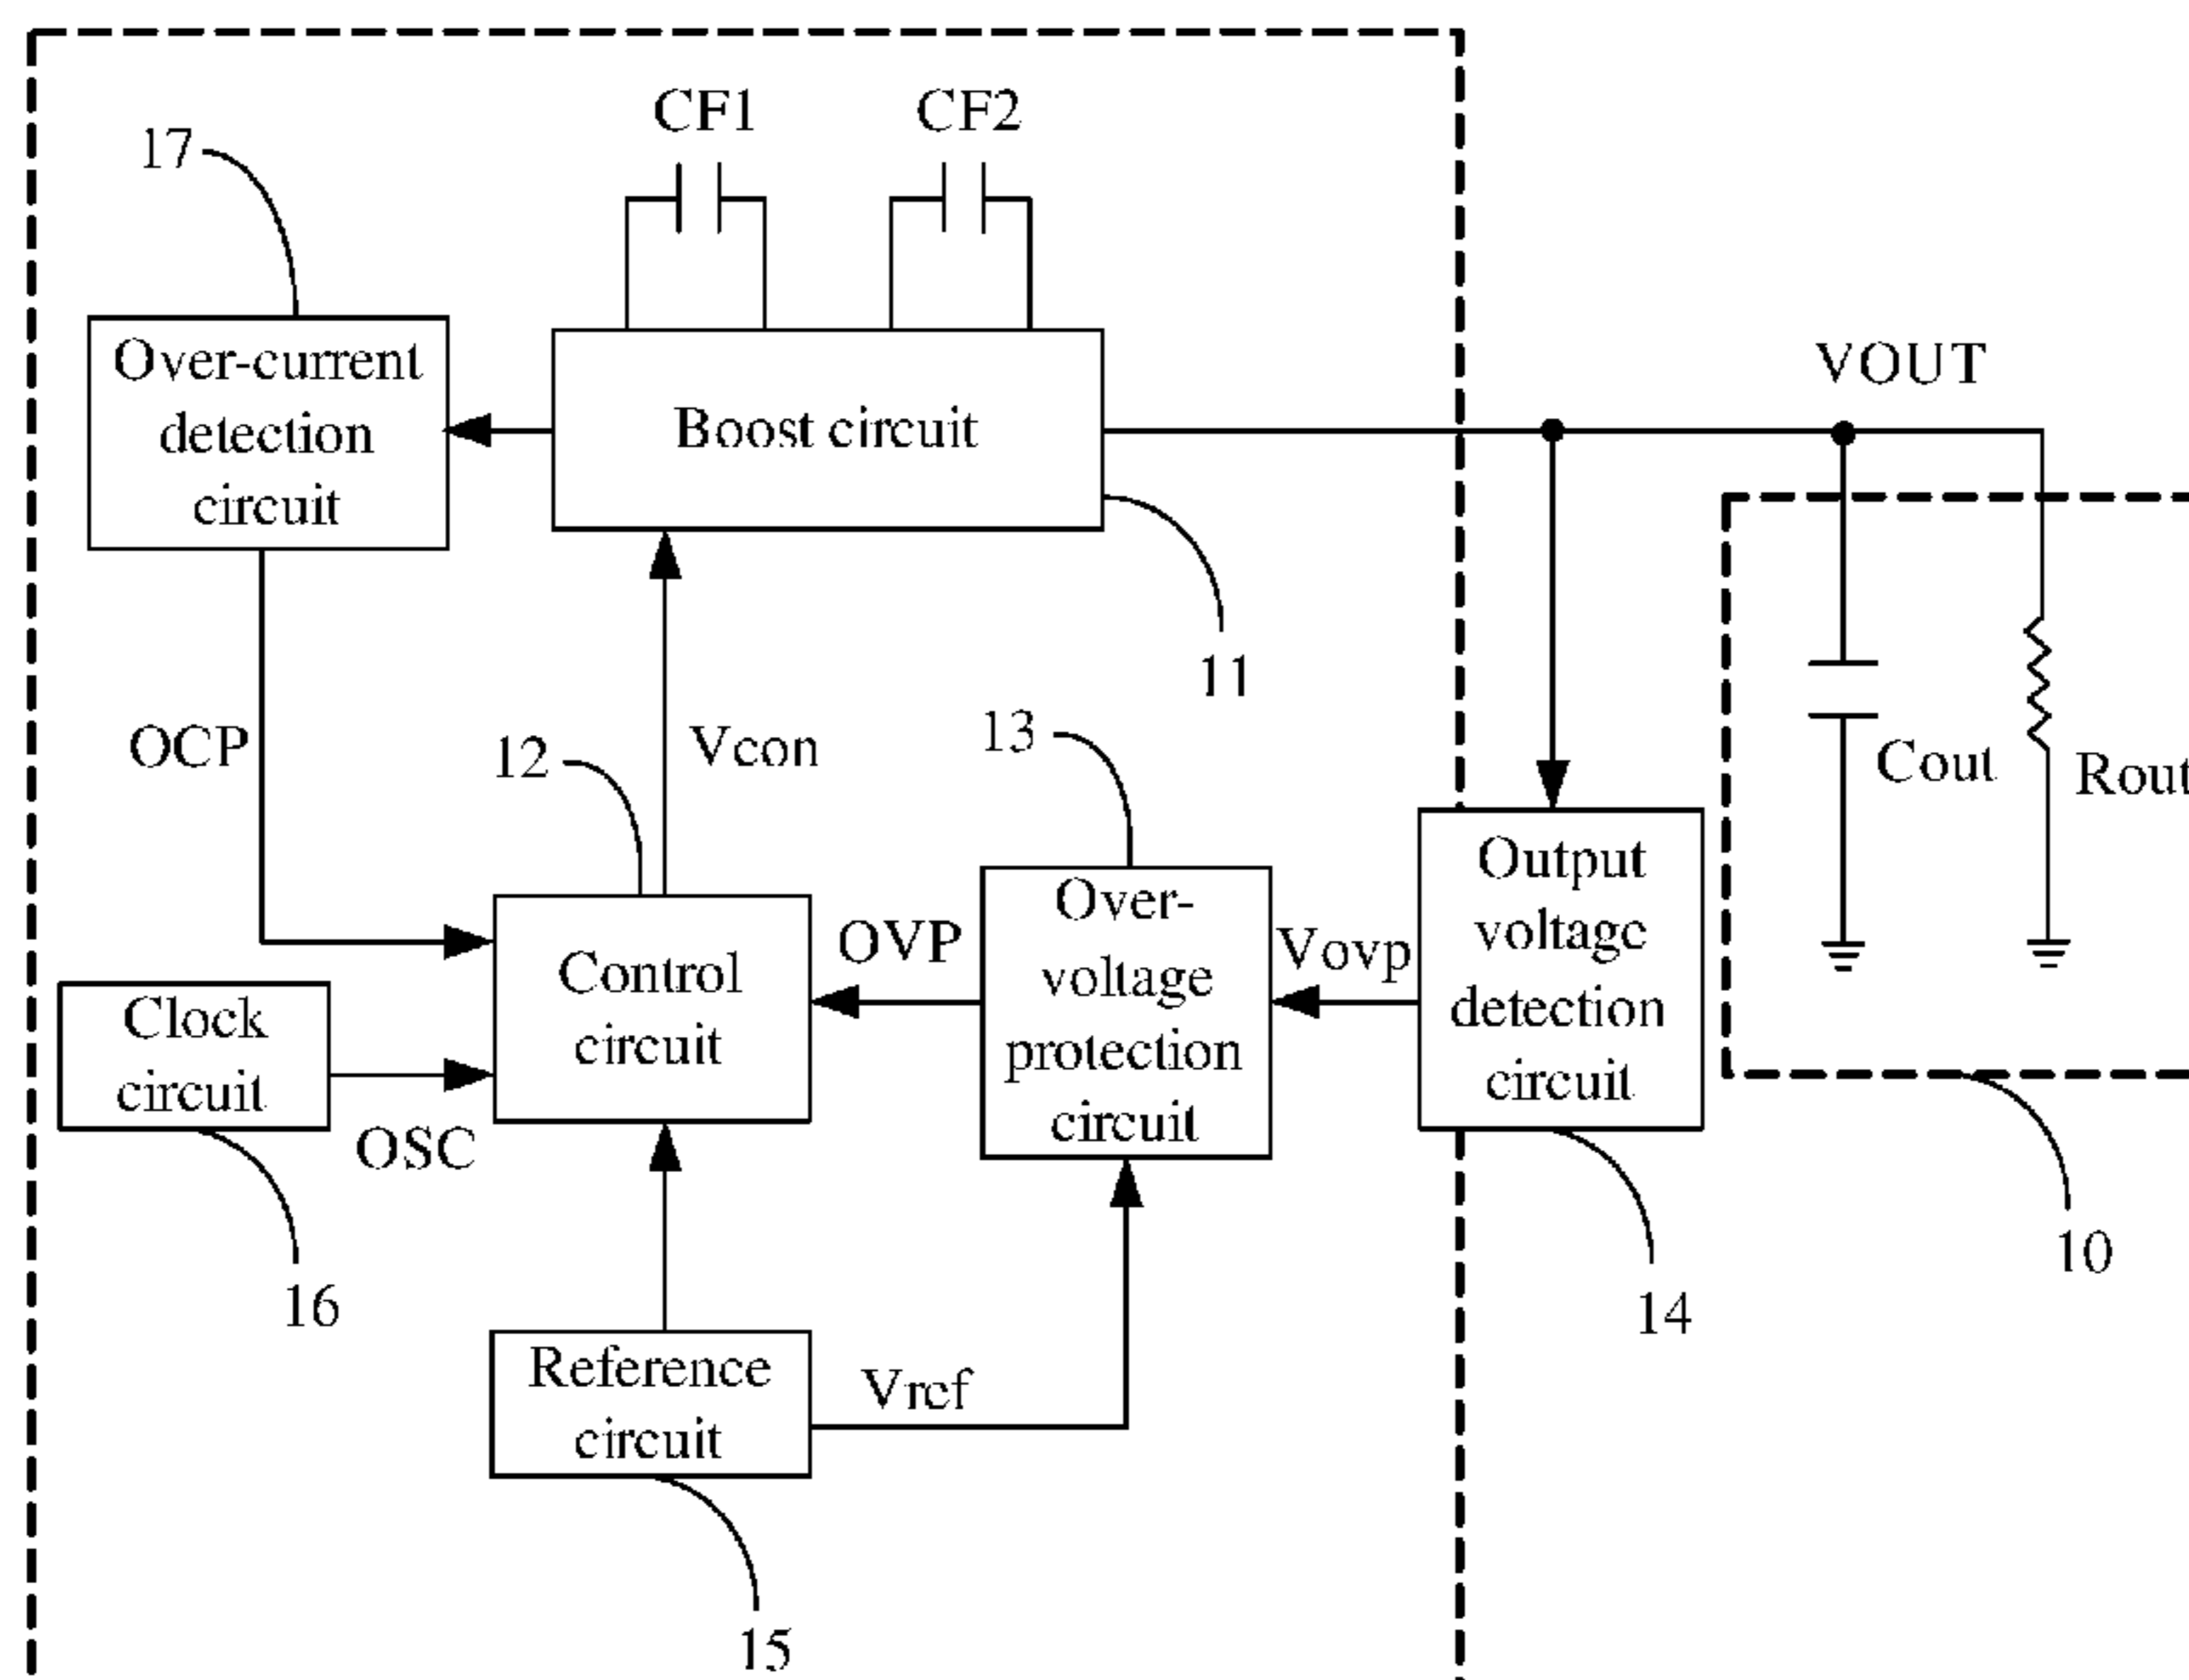 CF1
CF2
17
Over-current
detection
circuit
Boost circuit
VOUT
11
OCP
Vcon
12
13
Cout
Rout
Over-
voltage
protection
circuit
OVP
Vovp
Output
voltage
detection
circuit
Control
circuit
Clock
circuit
OSC
16
10
14
Reference
circuit
Vref
15